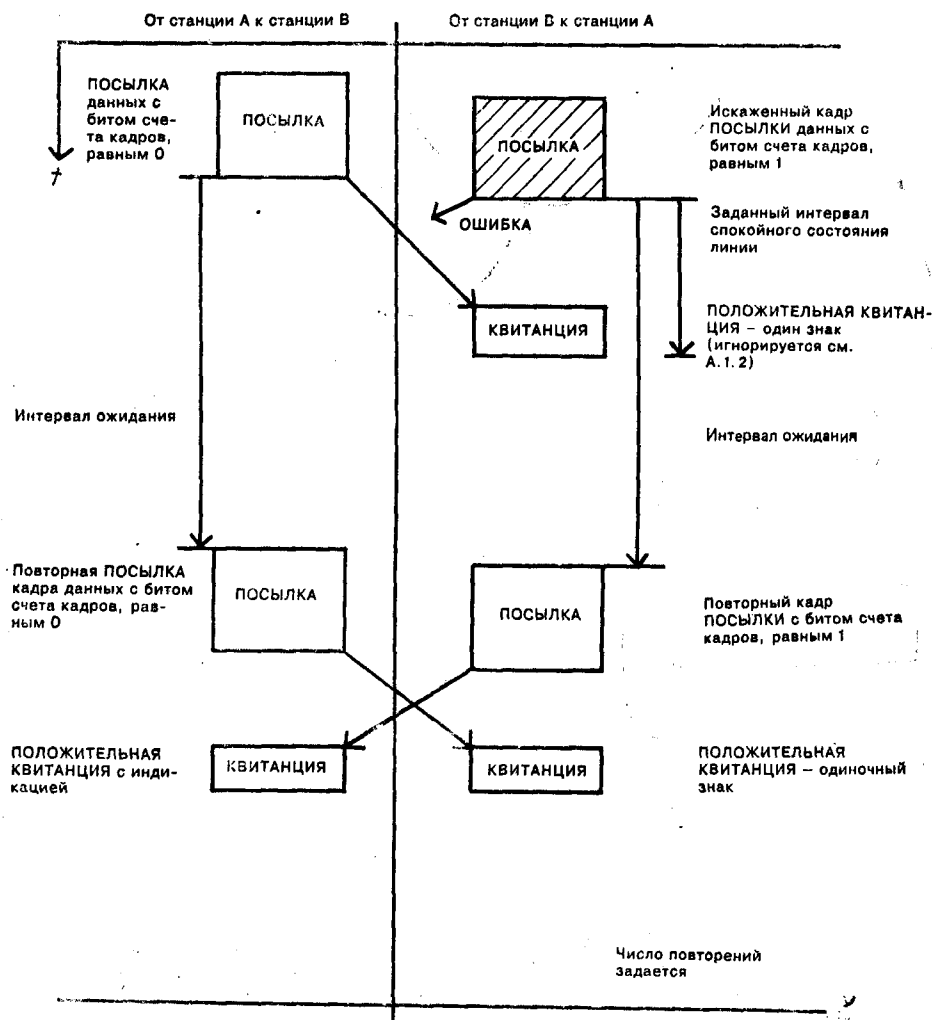 От станции А к станции В
От станции В к станции А
ПОСЫЛКА
данных с
битом сче-
та кадров,
равным 0
ПОСЫЛКА
ПОСЫЛКА
Искаженный кадр
ПОСЫЛКИ данных с
битом счета кадров,
равным 1
t
ОШИБКА
Заданный интервал
спокойного состояния
линии
КВИТАНЦИЯ
ПОЛОЖИТЕЛЬНАЯ КВИТАН-
ЦИЯ – один знак
(игнорируется см.
А.1.2)
Интервал ожидания
Интервал ожидания
Повторная ПОСЫЛКА
кадра данных с битом
счета кадров, рав-
ным 0
ПОСЫЛКА
ПОСЫЛКА
Повторный кадр
ПОСЫЛКИ с битом счета
кадров, равным 1
ПОЛОЖИТЕЛЬНАЯ
КВИТАНЦИЯ с инди-
кацией
КВИТАНЦИЯ
КВИТАНЦИЯ
ПОЛОЖИТЕЛЬНАЯ
КВИТАНЦИЯ – одиночный
знак
Число повторений
задается